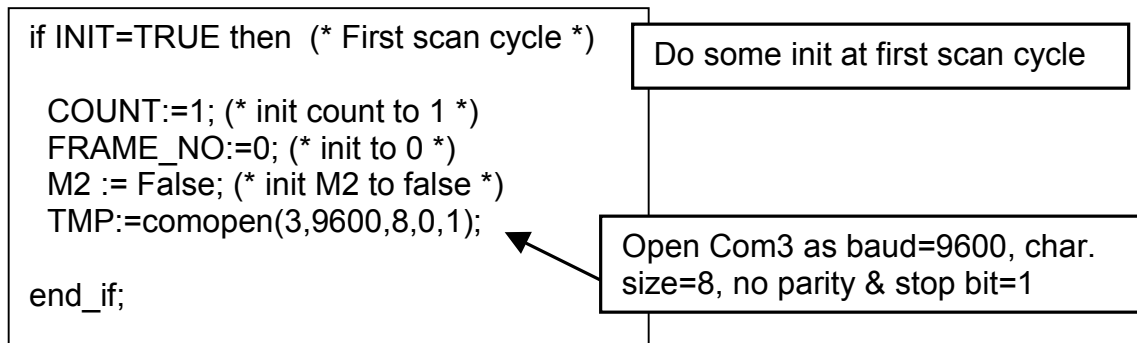 if INIT=TRUE then (* First scan cycle *)
Do some init at first scan cycle
COUNT:=1; (* init count to 1 *)
FRAME_NO:=0; (* init to 0 *)
M2 := False; (* init M2 to false *)
TMP:=comopen(3,9600,8,0,1);
Open Com3 as baud=9600, char.
size=8, no parity & stop bit=1
end_if;